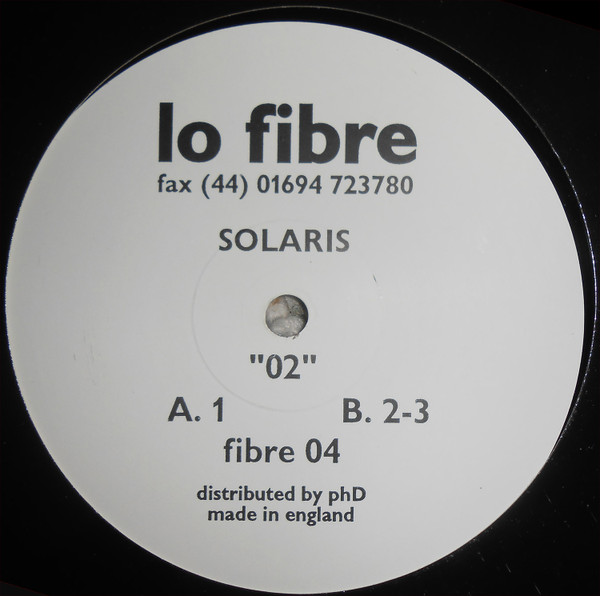 lo fibre
fax (44) 01694 723780
SOLARIS
"02"
A. 1 B. 2-3
fibre 04
distributed by phD
made in england